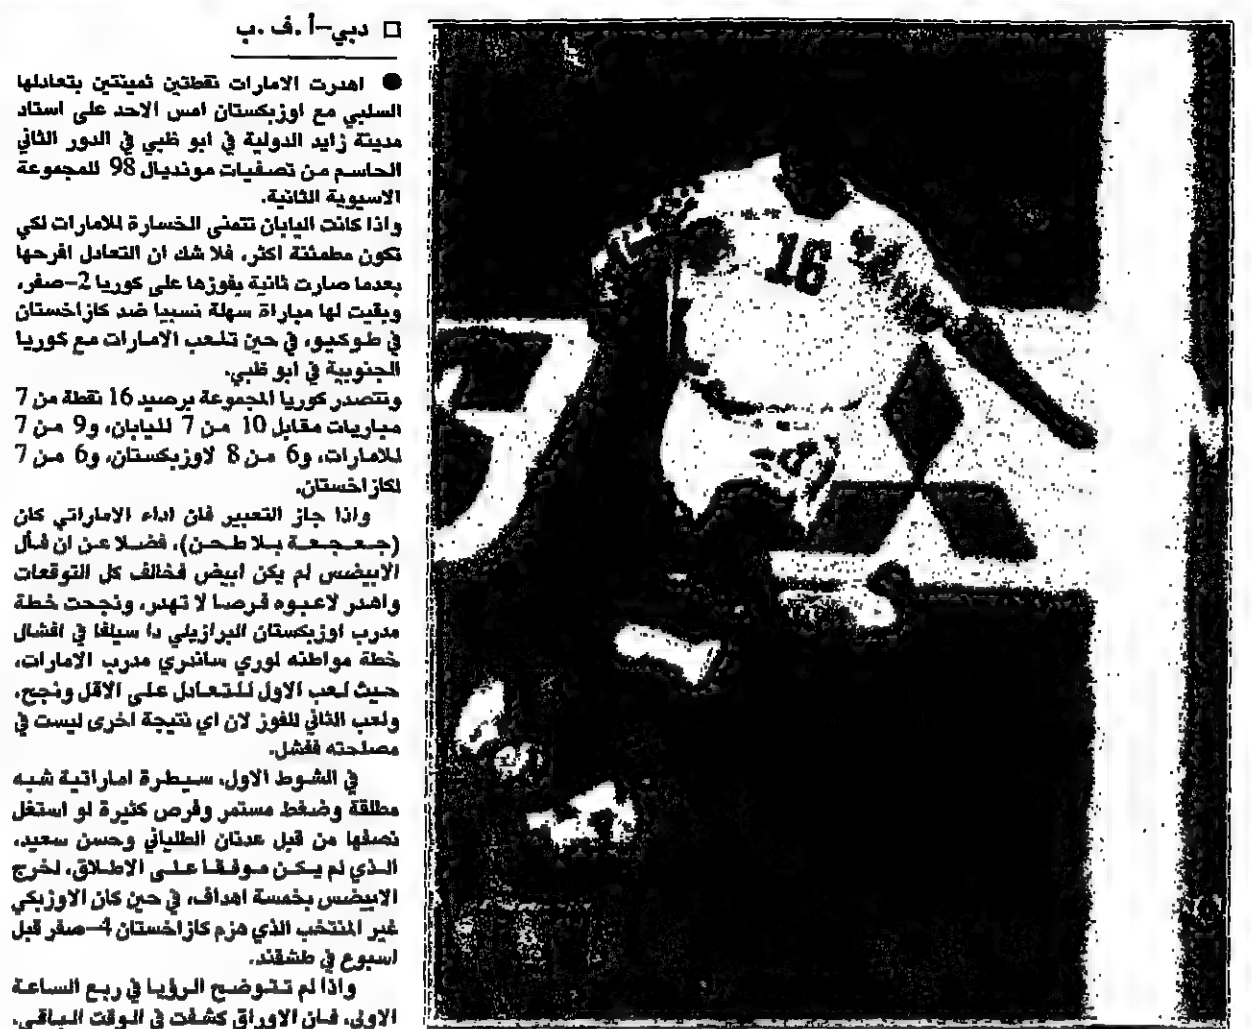 □ دبي-أ.ف.ب
● اهدرت الامارات نقطتين ثمينتين بتعادلها
السلبي مع اوزبكستان امس الاحد على استاد
مدينة زايد الدولية في ابو ظبي في الدور الثاني
الحاسم من تصفيات مونديال 98 للمجموعة
الاسيوية الثانية.
واذا كانت اليابان تتمنى الخسارة للامارات لكي
تكون مطمئنة اكثر، فلا شك ان التعادل افرحها
بعدما صارت ثانية بفوزها على كوريا 2-صفر،
وبقيت لها مباراة سهلة نسبيا ضد كازاخستان
في طوكيو، في حين تلعب الامارات مع كوريا
الجنوبية في ابو ظبي.
وتتصدر كوريا المجموعة برصيد 16 نقطة من 7
مباريات مقابل 10 من 7 لليابان، و9 من 7
للامارات، و6 من 8 لاوزبكستان، و6 من 7
لكازاخستان.
واذا جاز التعبير فان اداء الاماراتي كان
(جعجعة بلا طحن)، فضلا عن ان فأل
الابيض لم يكن ابيض فخالف كل التوقعات
واهدر لاعبوه فرصا لا تهدر، ونجحت خطة
مدرب اوزبكستان البرازيلي دا سيلفا في افشال
خطة مواطنه لوري ساندري مدرب الامارات،
حيث لعب الاول للتعادل على الاقل ونجح،
ولعب الثاني للفوز لان اي نتيجة اخرى ليست في
مصلحته ففشل.
في الشوط الاول، سيطرة اماراتية شبه
مطلقة وضغط مستمر وفرص كثيرة لو استغل
نصفها من قبل عدنان الطلياني وحسن سعيد،
الذي لم يكن موفقا على الاطلاق، لخرج
الابيض بخمسة اهداف، في حين كان الاوزبكي
غير المنتخب الذي هزم كازاخستان 4-صفر قبل
اسبوع في طشقند.
واذا لم تتوضح الرؤيا في ربع الساعة
الاولى، فان الاوراق كشفت في الوقت الباقي،
16